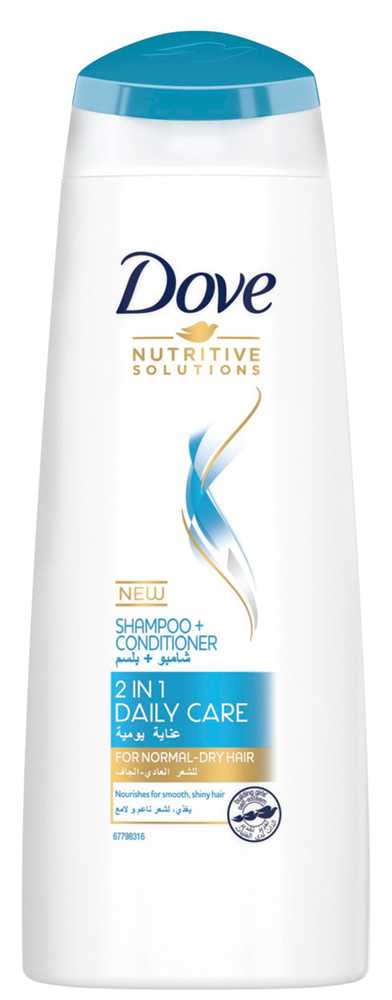 Dove
NUTRITIVE
SOLUTIONS
NEW
SHAMPOO +
CONDITIONER
شامبو + بلسم
2 IN 1
DAILY CARE
عناية يومية
FOR NORMAL-DRY HAIR
للشعر العادي-الجاف
Nourishes for smooth, shiny hair
يغذي، لشعر ناعم و لامع
67798316